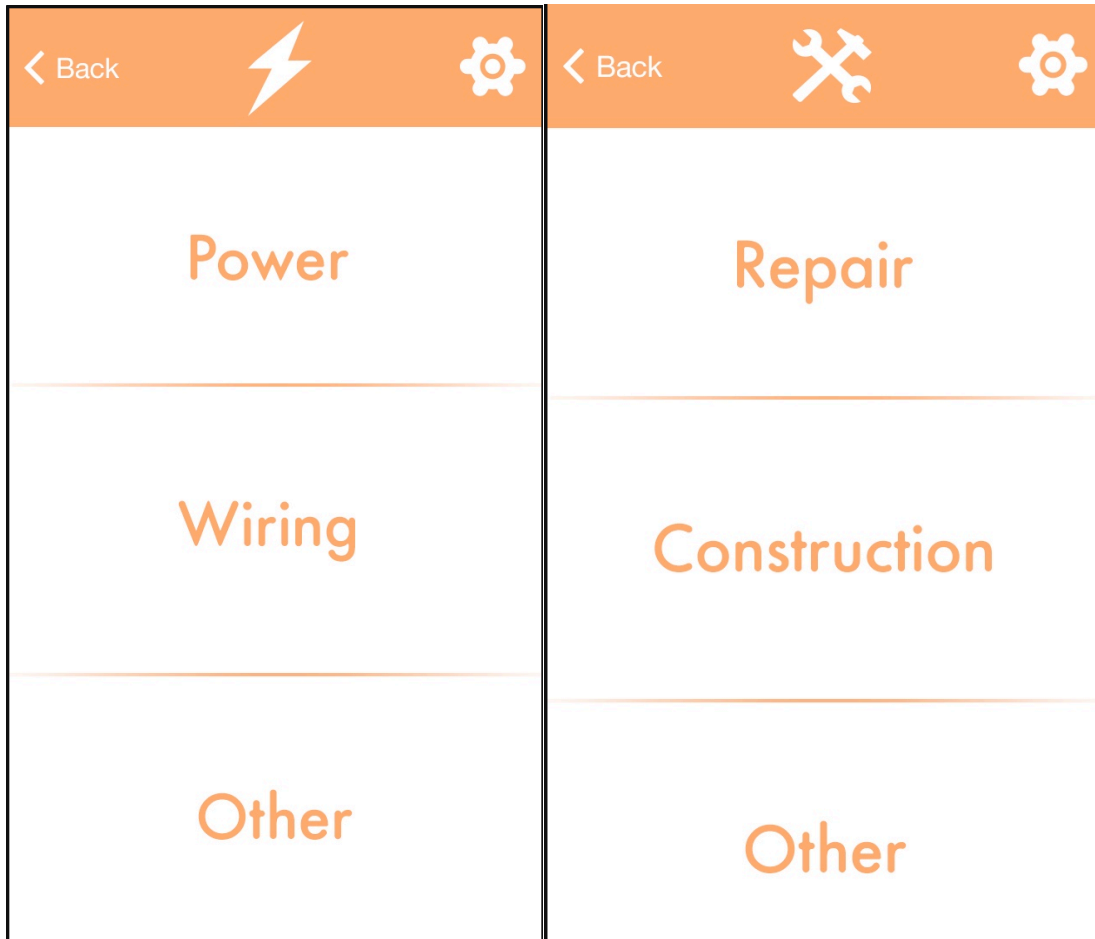 Back
Power
Wiring
Other
Back
Repair
Construction
Other